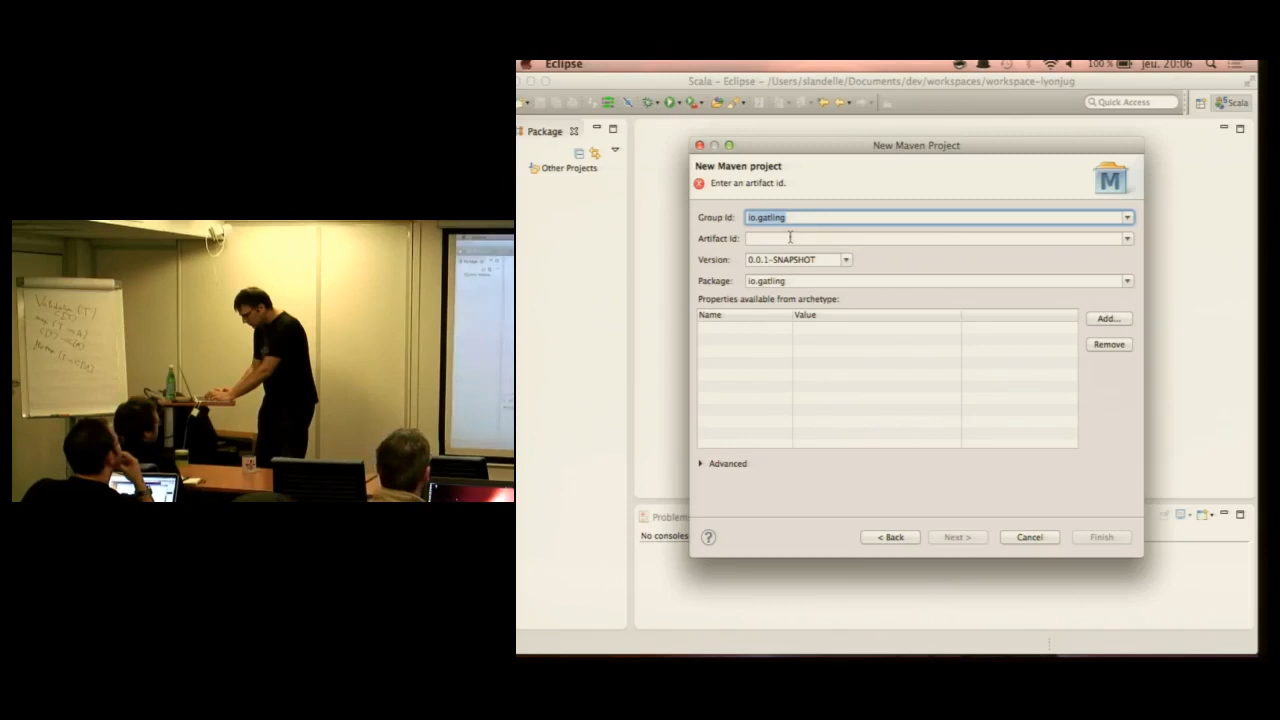 Eclipse
100 %
jeu. 20:06
Scala - Eclipse - /Users/slandelle/Documents/dev/workspaces/workspace-lyonjug
Quick Access
Scala
Package
Other Projects
New Maven Project
New Maven project
Enter an artifact id.
M
Group Id: io.gatling
Artifact Id:
Version: 0.0.1-SNAPSHOT
Package: io.gatling
Properties available from archetype:
Name Value
Add...
Remove
Advanced
Problem
No consoles
? < Back Next > Cancel Finish
Validation (T)